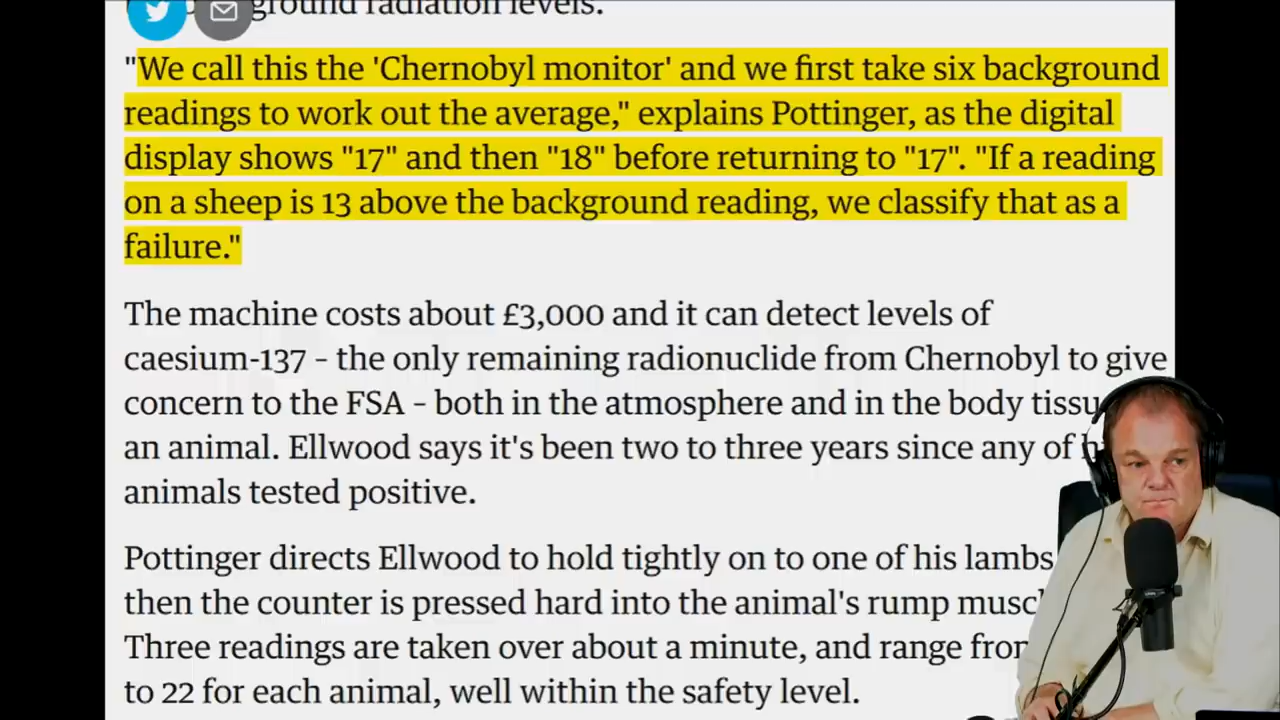 ground radiation levels.
"We call this the 'Chernobyl monitor' and we first take six background
readings to work out the average," explains Pottinger, as the digital
display shows "17" and then "18" before returning to "17". "If a reading
on a sheep is 13 above the background reading, we classify that as a
failure."
The machine costs about £3,000 and it can detect levels of
caesium-137 – the only remaining radionuclide from Chernobyl to give
concern to the FSA – both in the atmosphere and in the body tissu
an animal. Ellwood says it's been two to three years since any of h
animals tested positive.
Pottinger directs Ellwood to hold tightly on to one of his lambs
then the counter is pressed hard into the animal's rump muscl
Three readings are taken over about a minute, and range from
to 22 for each animal, well within the safety level.